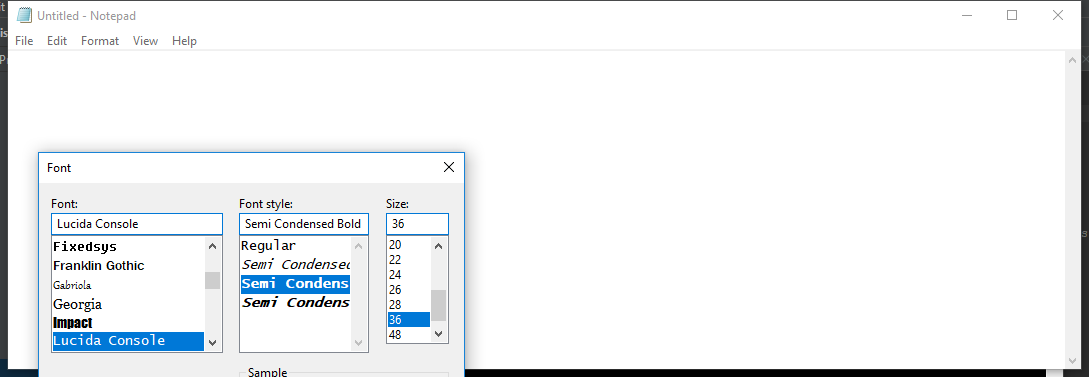 Untitled - Notepad
File Edit Format View Help
Font
Font: Font style: Size:
Lucida Console Semi Condensed Bold 36
Fixedsys Regular 20
Franklin Gothic Semi Condensed 22
Gabriola Semi Condens 24
Georgia Semi Condens 26
Impact 28
Lucida Console 36
48
Sample